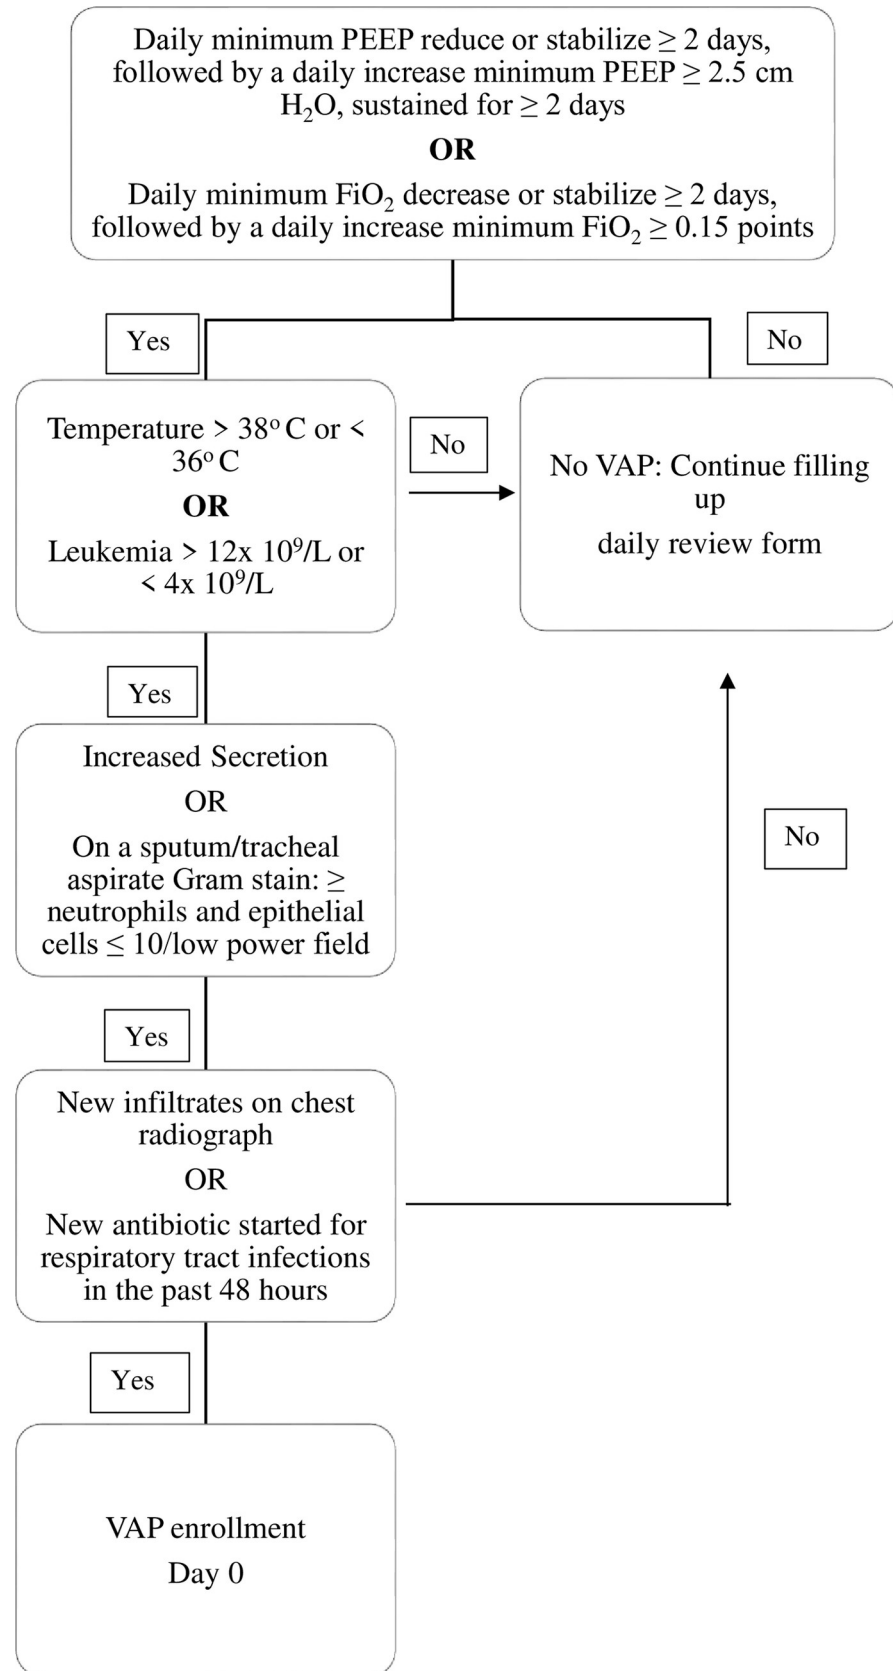 Daily minimum PEEP reduce or stabilize ≥ 2 days,
followed by a daily increase minimum PEEP ≥ 2.5 cm
H₂O, sustained for ≥ 2 days
OR
Daily minimum FiO₂ decrease or stabilize ≥ 2 days,
followed by a daily increase minimum FiO₂ ≥ 0.15 points
Yes
No
Temperature > 38º C or <
36º C
OR
Leukemia > 12x 10⁹/L or
< 4x 10⁹/L
No
No VAP: Continue filling
up
daily review form
Yes
Increased Secretion
OR
On a sputum/tracheal
aspirate Gram stain: ≥
neutrophils and epithelial
cells ≤ 10/low power field
No
Yes
New infiltrates on chest
radiograph
OR
New antibiotic started for
respiratory tract infections
in the past 48 hours
Yes
VAP enrollment
Day 0